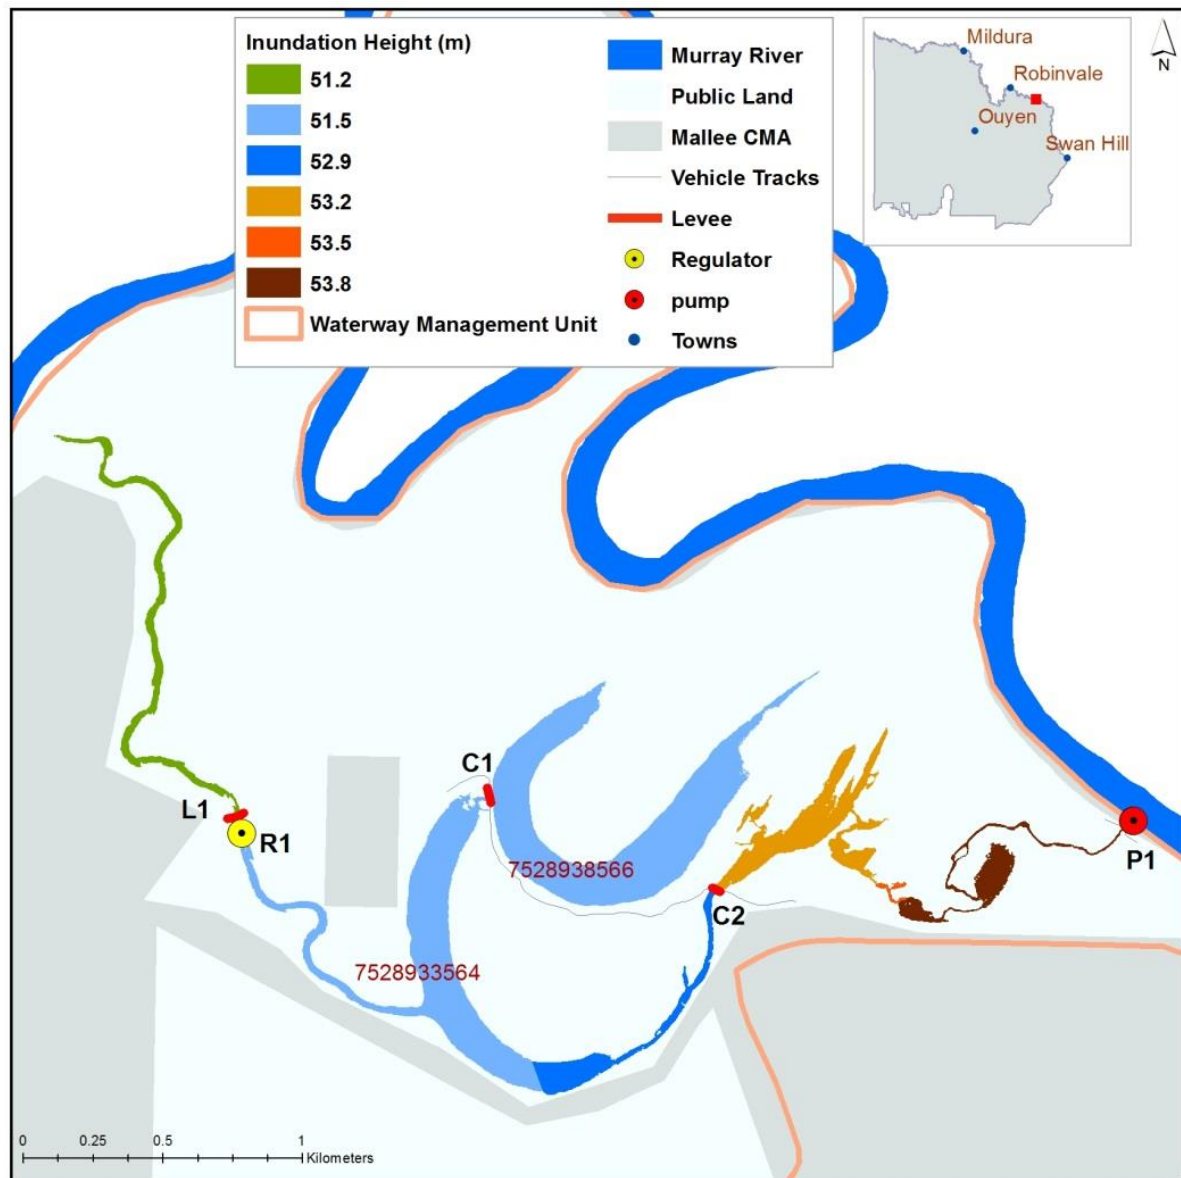 Inundation Height (m)
51.2
51.5
52.9
53.2
53.5
53.8
Waterway Management Unit
Murray River
Public Land
Mallee CMA
Vehicle Tracks
Levee
Regulator
pump
Towns
Mildura
Robinvale
Ouyen
Swan Hill
N
C1
L1
R1
P1
7528938566
C2
7528933564
0 0.25 0.5 1
Kilometers